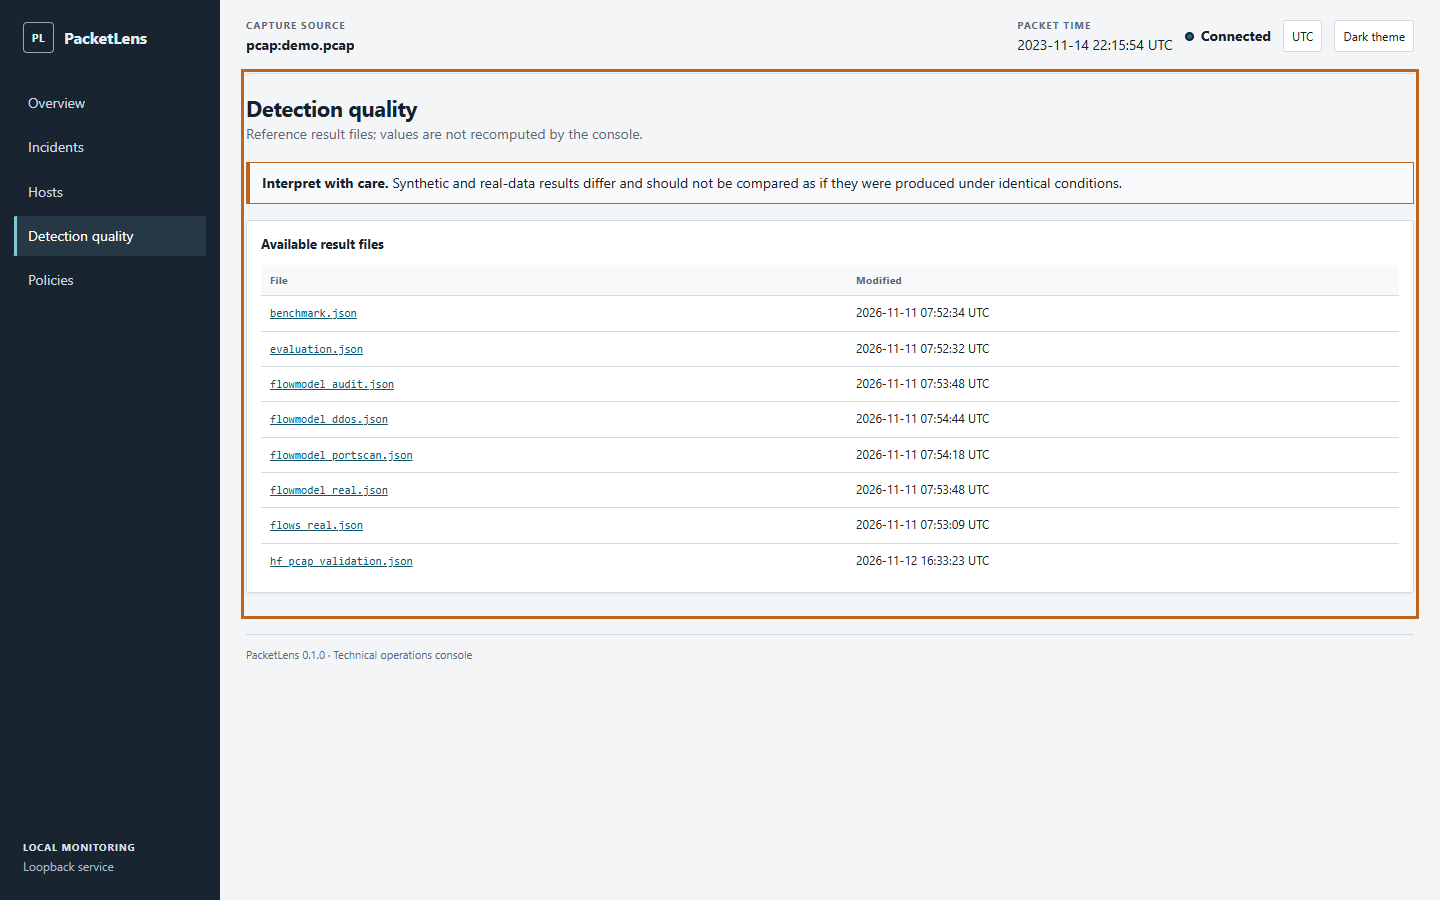 PL PacketLens
Overview
Incidents
Hosts
Detection quality
Policies
LOCAL MONITORING
Loopback service
CAPTURE SOURCE
pcap:demo.pcap
PACKET TIME
2023-11-14 22:15:54 UTC
Connected
UTC
Dark theme
Detection quality
Reference result files; values are not recomputed by the console.
Interpret with care. Synthetic and real-data results differ and should not be compared as if they were produced under identical conditions.
Available result files
File Modified
benchmark.json 2026-11-11 07:52:34 UTC
evaluation.json 2026-11-11 07:52:32 UTC
flowmodel_audit.json 2026-11-11 07:53:48 UTC
flowmodel_ddos.json 2026-11-11 07:54:44 UTC
flowmodel_portscan.json 2026-11-11 07:54:18 UTC
flowmodel_real.json 2026-11-11 07:53:48 UTC
flows_real.json 2026-11-11 07:53:09 UTC
hf_pcap_validation.json 2026-11-12 16:33:23 UTC
PacketLens 0.1.0 · Technical operations console